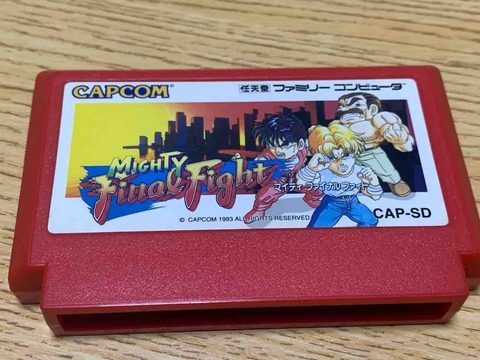 CAPCOM
任天堂 ファミリーコンピュータ
MIGHTY
Final Fight
マイティファイナルファイト
© CAPCOM 1993 ALL RIGHTS RESERVED
CAP-SD